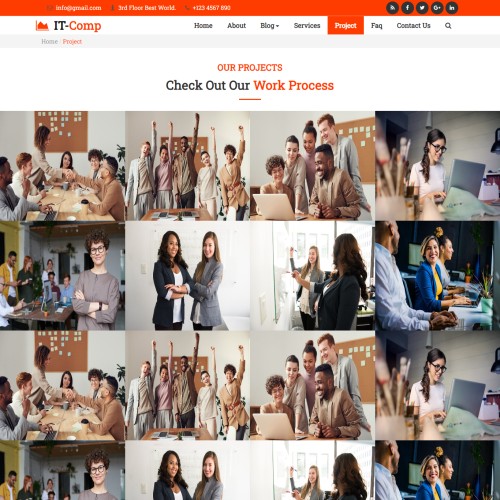 info@gmail.com 3rd Floor Best World. +123 4567 890
IT-Comp Home About Blog Services Project Faq Contact Us
Home / Project
OUR PROJECTS
Check Out Our Work Process